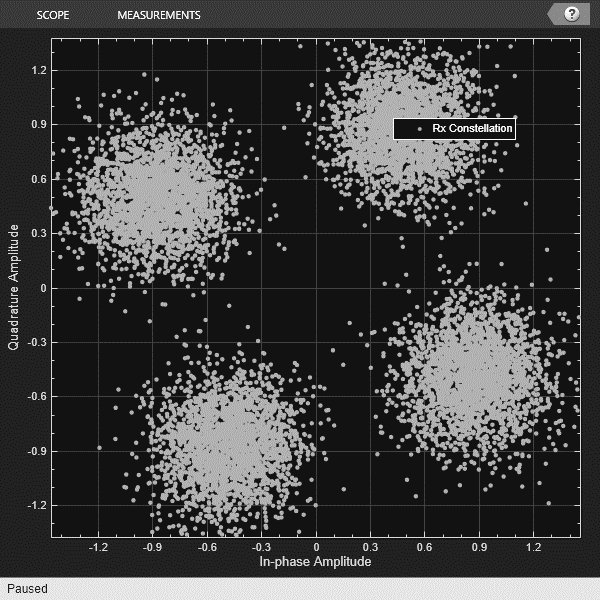 SCOPE MEASUREMENTS ?
1.2
0.9
0.6
0.3
0
-0.3
-0.6
-0.9
-1.2
Quadrature Amplitude
Rx Constellation
-1.2 -0.9 -0.6 -0.3 0 0.3 0.6 0.9 1.2
In-phase Amplitude
Paused